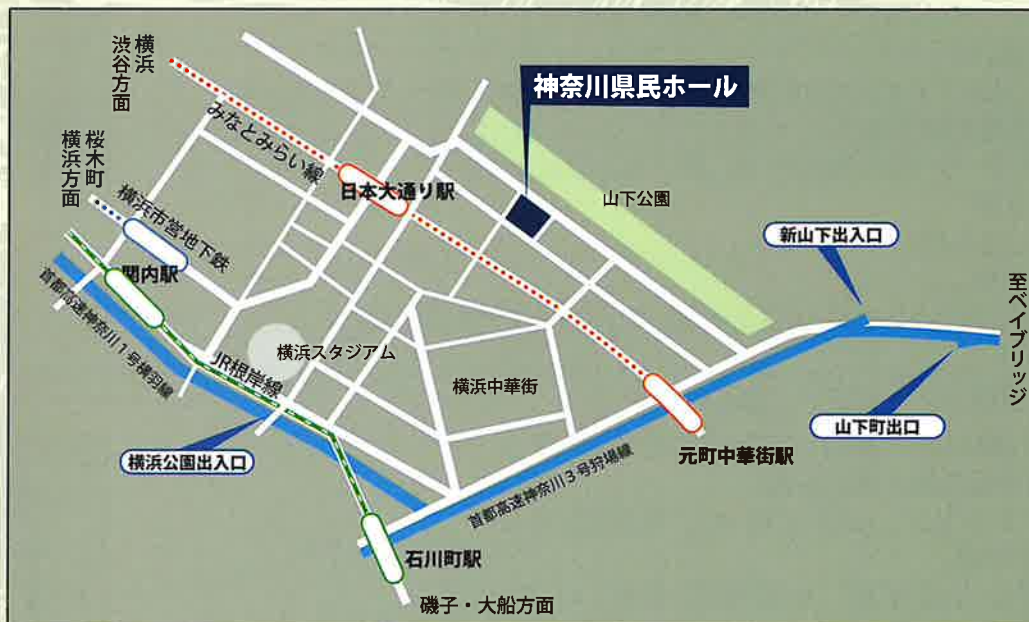 横浜
渋谷方面
みなとみらい線
神奈川県民ホール
桜木町
横浜方面
横浜市営地下鉄
日本大通り駅
山下公園
新山下出入口
至ベイブリッジ
関内駅
首都高速神奈川1号横羽線
JR根岸線
横浜スタジアム
横浜中華街
山下町出口
横浜公園出入口
元町中華街駅
首都高速神奈川3号狩場線
石川町駅
磯子・大船方面